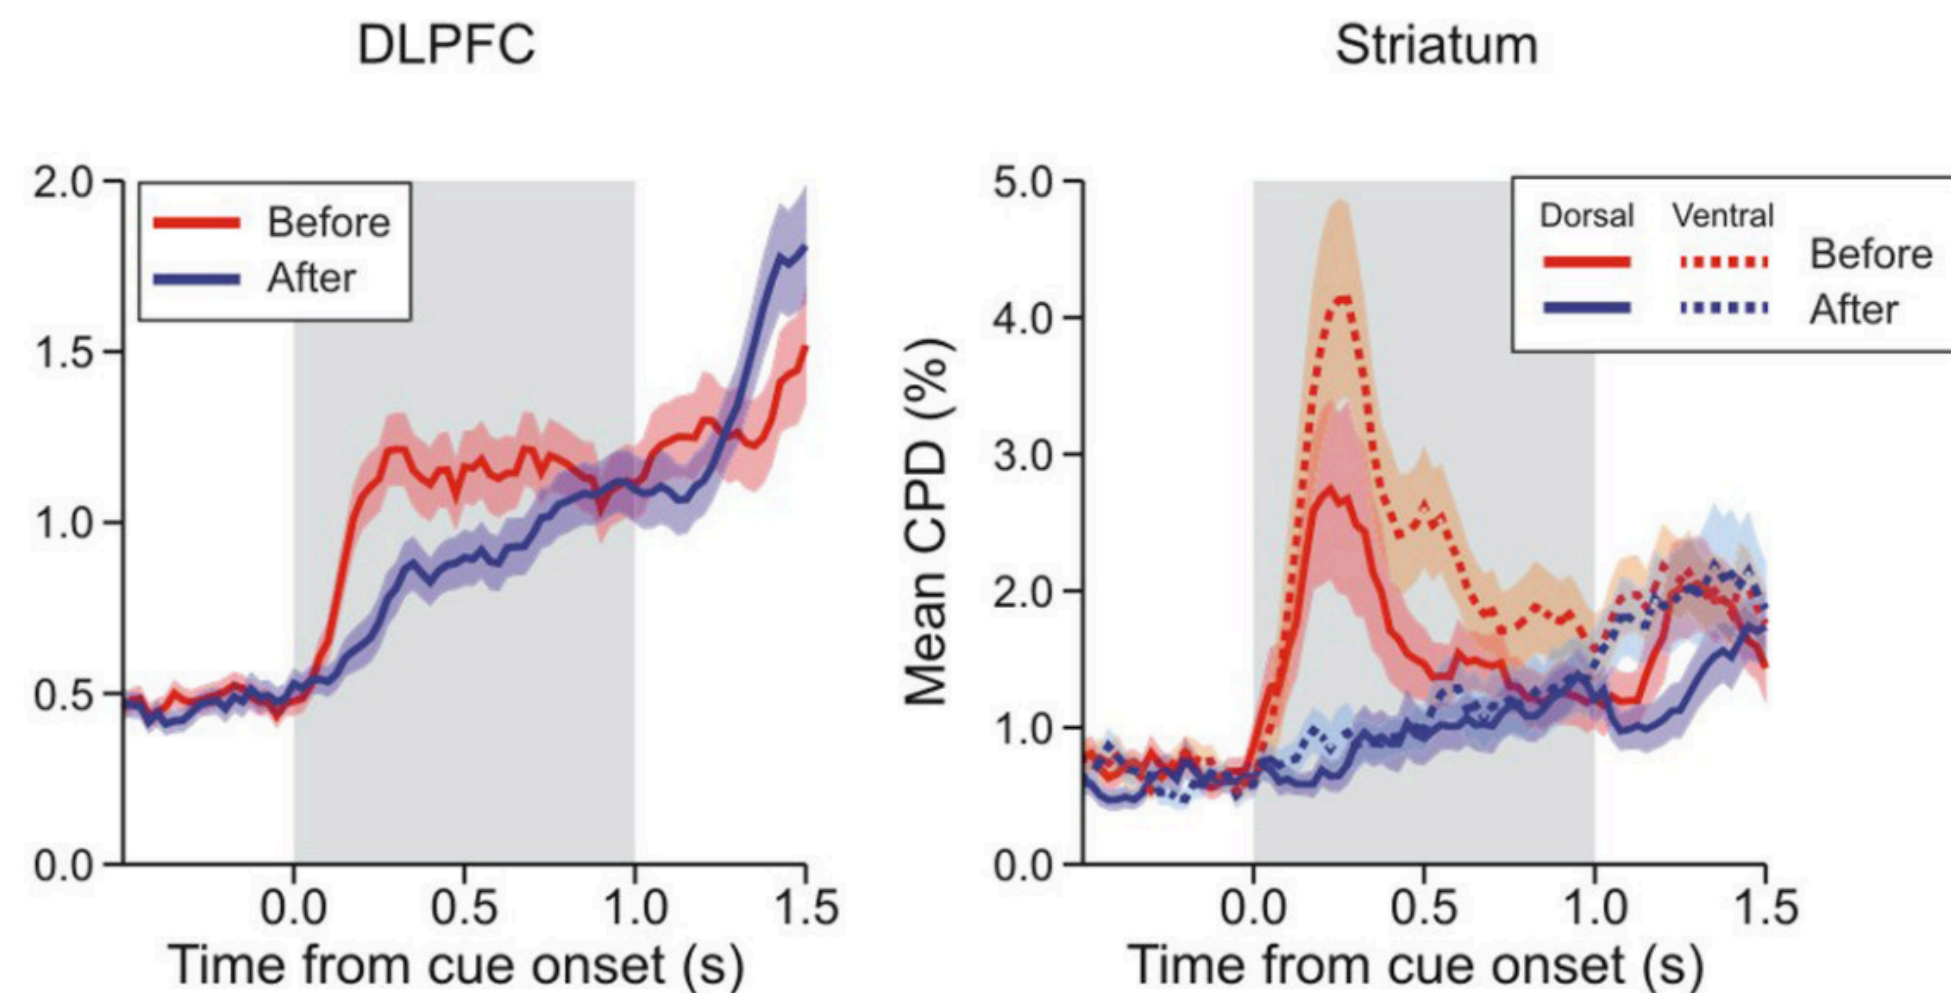 DLPFC
2.0
1.5
1.0
0.5
0.0
Before
After
0.0 0.5 1.0 1.5
Time from cue onset (s)
Striatum
Mean CPD (%)
5.0
4.0
3.0
2.0
1.0
0.0
Dorsal Ventral
Before
After
0.0 0.5 1.0 1.5
Time from cue onset (s)